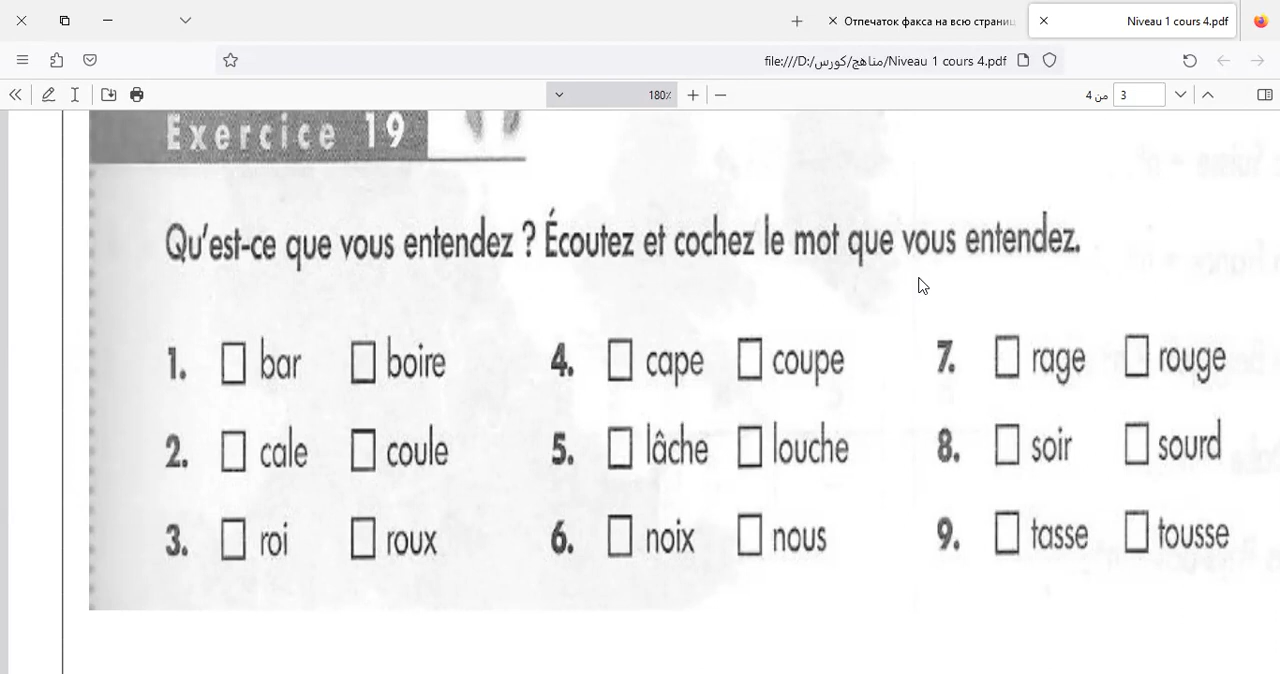 Отпечаток факса на всю страниц
Niveau 1 cours 4.pdf
file:///D:/مناهج/كورس/Niveau 1 cours 4.pdf
180%
4 من
3
Exercice 19
Qu'est-ce que vous entendez ? Écoutez et cochez le mot que vous entendez.
1. bar boire 4. cape coupe 7. rage rouge
2. cale coule 5. lâche louche 8. soir sourd
3. roi roux 6. noix nous 9. tasse tousse